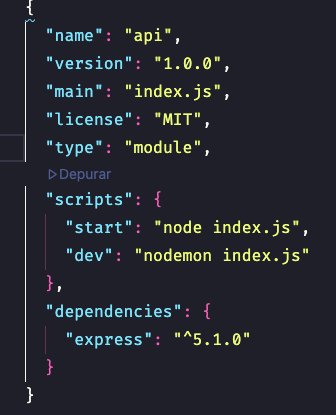 {
"name": "api",
"version": "1.0.0",
"main": "index.js",
"license": "MIT",
"type": "module",
Depurar
"scripts": {
"start": "node index.js",
"dev": "nodemon index.js"
},
"dependencies": {
"express": "^5.1.0"
}
}